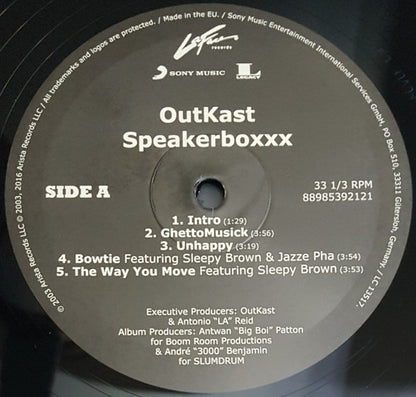 LaFace
records
SONY MUSIC
L
LEGACY
OutKast
Speakerboxxx
SIDE A
33 1/3 RPM
88985392121
1. Intro (1:29)
2. GhettoMusick (3:56)
3. Unhappy (3:19)
4. Bowtie Featuring Sleepy Brown & Jazze Pha (3:54)
5. The Way You Move Featuring Sleepy Brown (3:53)
Executive Producers: OutKast
& Antonio "LA" Reid
Album Producers: Antwan "Big Boi" Patton
for Boom Room Productions
& André "3000" Benjamin
for SLUMDRUM
℗ 2003 Arista Records LLC / © 2003, 2016 Arista Records LLC / All trademarks and logos are protected. / Made in the EU. / Sony Music Entertainment International GmbH, PO Box 510, 33311 Gütersloh, Germany. / LC 13517.